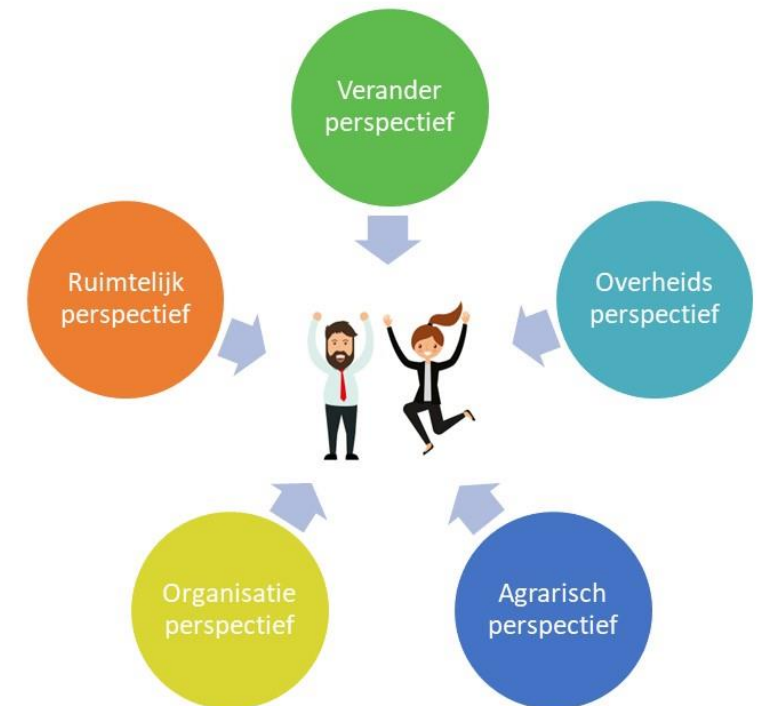 Verander
perspectief
Ruimtelijk
perspectief
Overheids
perspectief
Organisatie
perspectief
Agrarisch
perspectief